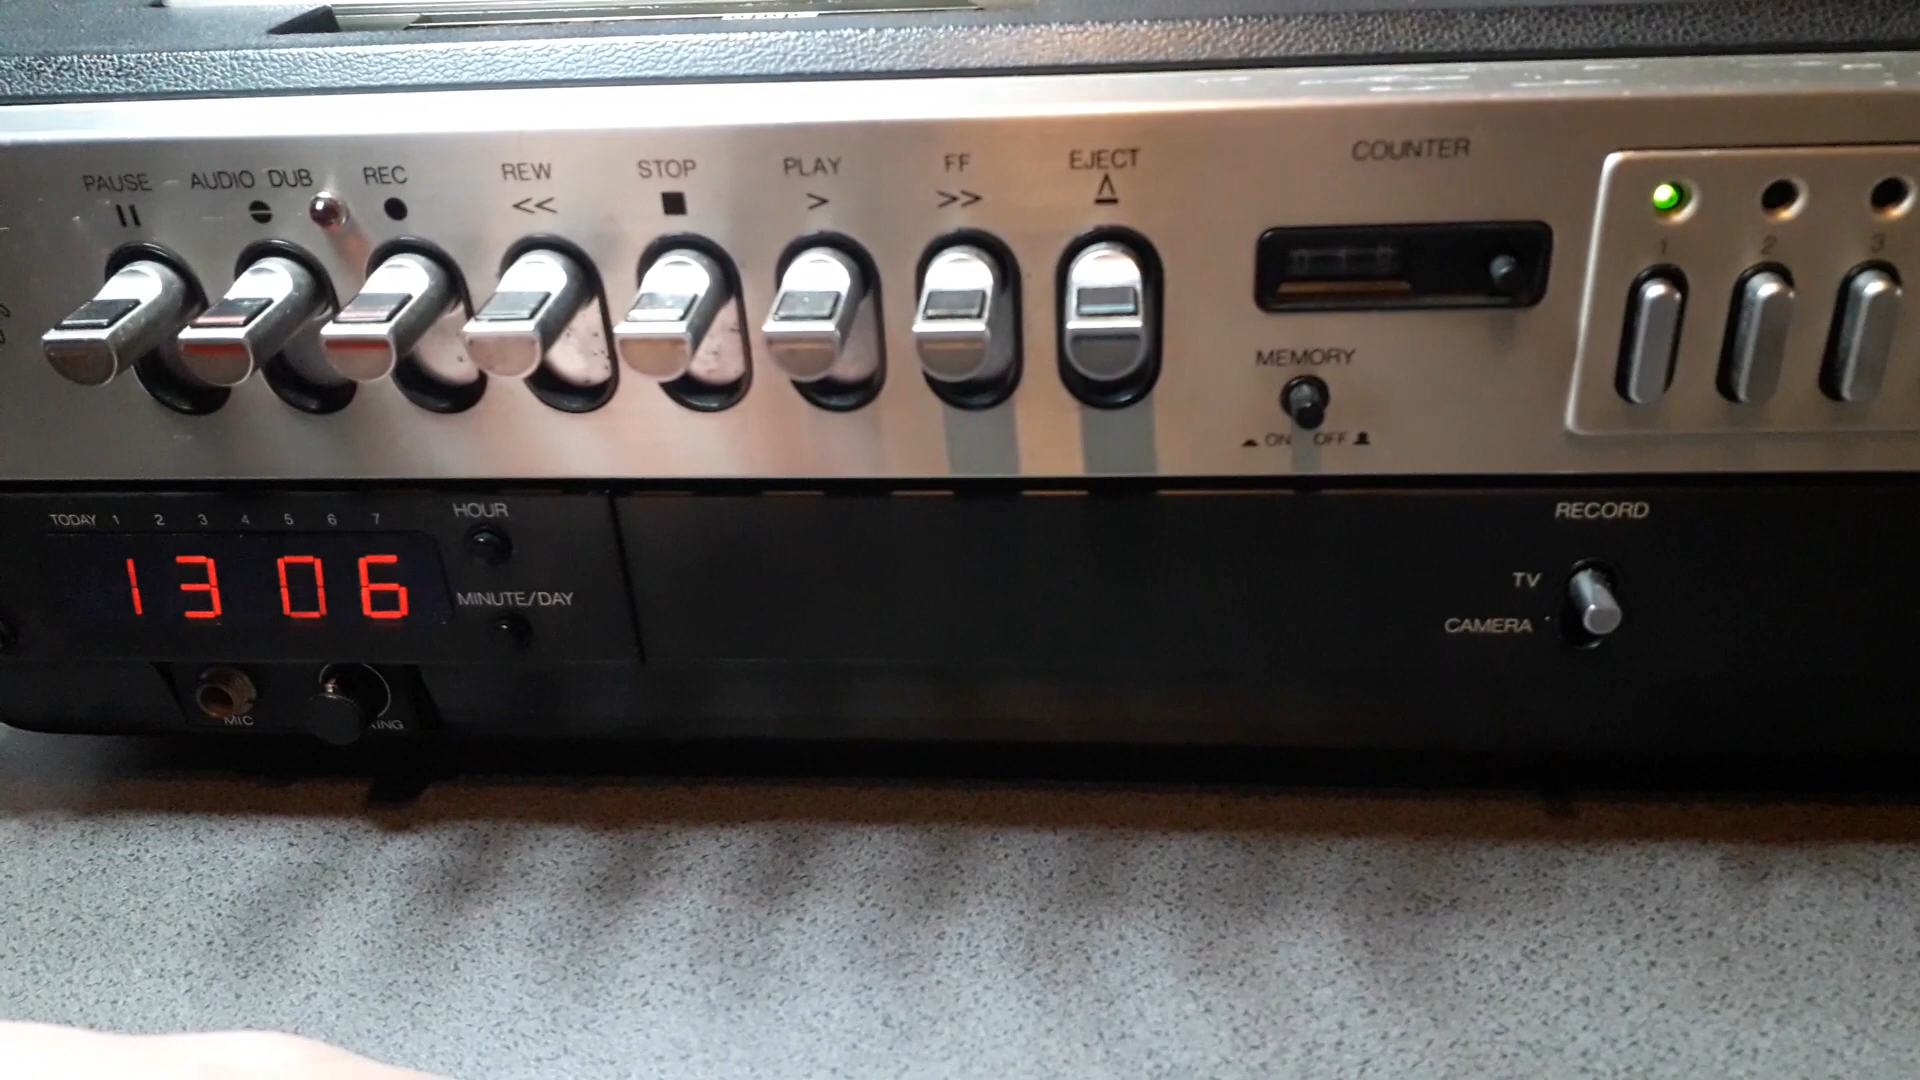 PAUSE AUDIO DUB REC REW STOP PLAY FF EJECT COUNTER
<< > >>
1 2 3
MEMORY
ON OFF
TODAY 1 2 3 4 5 6 7
HOUR
13 06
MINUTE/DAY
MIC
RECORD
TV
CAMERA